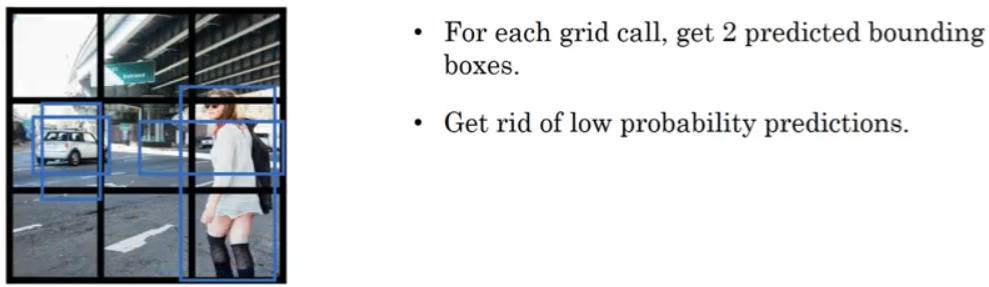 • For each grid call, get 2 predicted bounding
boxes.
• Get rid of low probability predictions.